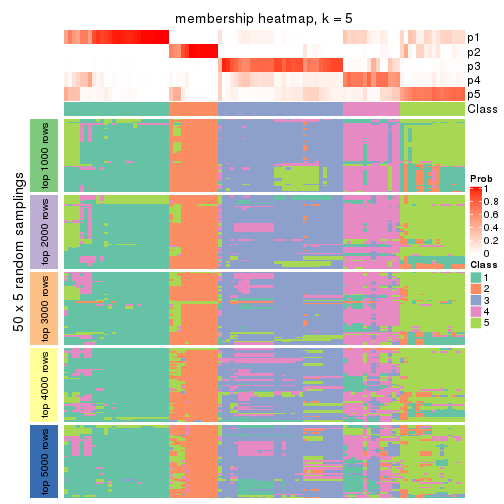 membership heatmap, k = 5
p1
p2
p3
p4
p5
Class
50 x 5 random samplings
top 1000 rows
top 2000 rows
top 3000 rows
top 4000 rows
top 5000 rows
Prob
1
0.8
0.6
0.4
0.2
0
Class
1
2
3
4
5